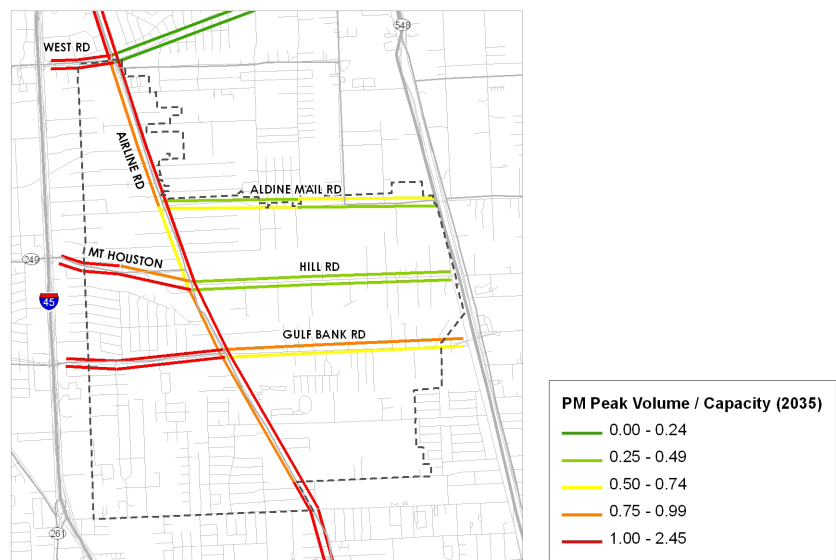 548
WEST RD
AIRLINE RD
ALDINE MAIL RD
MT HOUSTON
249
HILL RD
45
GULF BANK RD
261
PM Peak Volume / Capacity (2035)
0.00 - 0.24
0.25 - 0.49
0.50 - 0.74
0.75 - 0.99
1.00 - 2.45